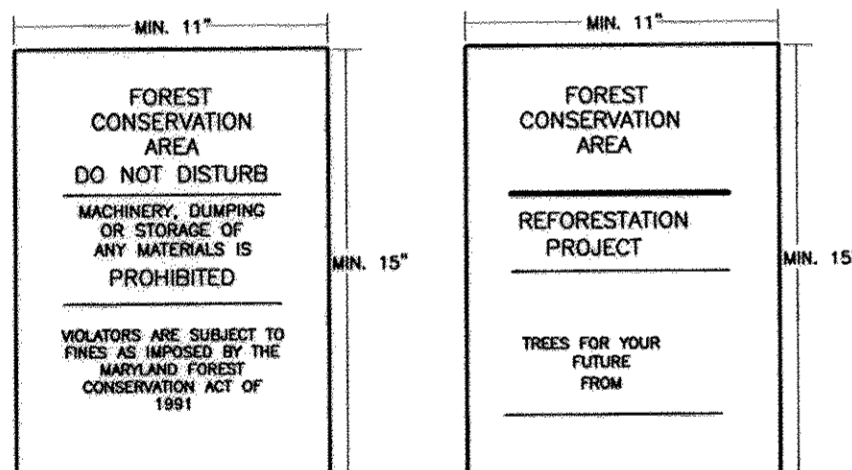 MIN. 11"
FOREST
CONSERVATION
AREA
DO NOT DISTURB
MACHINERY, DUMPING
OR STORAGE OF
ANY MATERIALS IS
PROHIBITED
VIOLATORS ARE SUBJECT TO
FINES AS IMPOSED BY THE
MARYLAND FOREST
CONSERVATION ACT OF
1991
MIN. 15"
MIN. 11"
FOREST
CONSERVATION
AREA
REFORESTATION
PROJECT
TREES FOR YOUR
FUTURE
FROM
MIN. 15